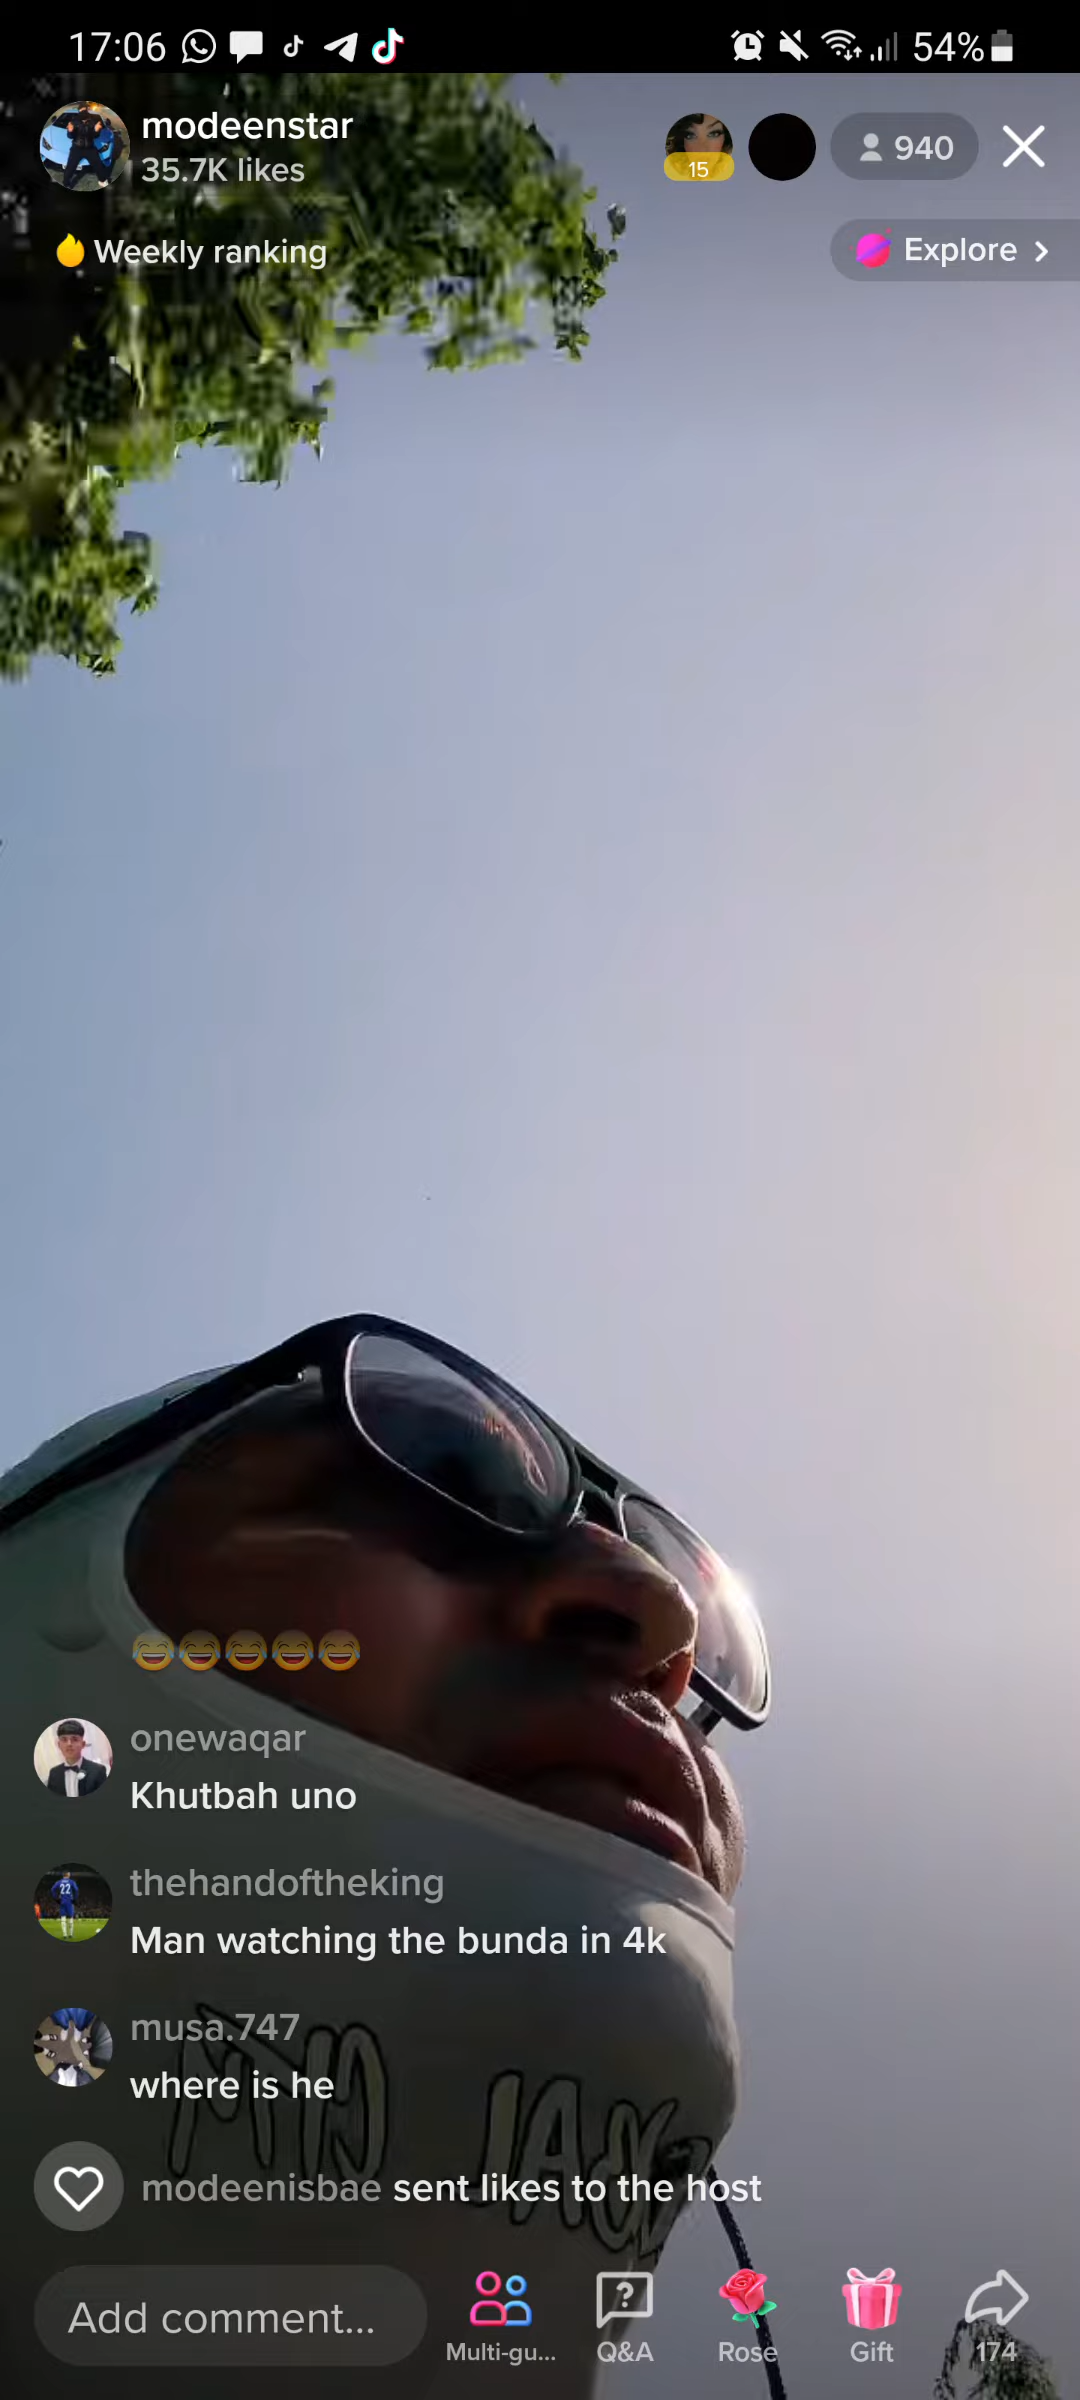 17:06
54%
modeenstar
35.7K likes
15
940
Weekly ranking
Explore
😂😂😂😂😂
onewaqar
Khutbah uno
thehandoftheking
22
Man watching the bunda in 4k
musa.747
where is he
modeenisbae sent likes to the host
Add comment...
Multi-gu...
Q&A
Rose
Gift
174